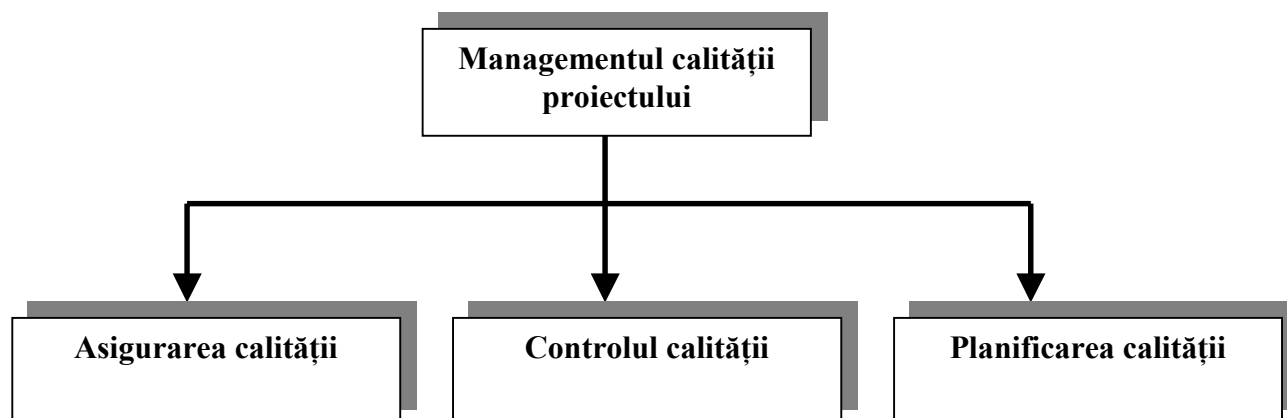 Managementul calității
proiectului
Asigurarea calității
Controlul calității
Planificarea calității